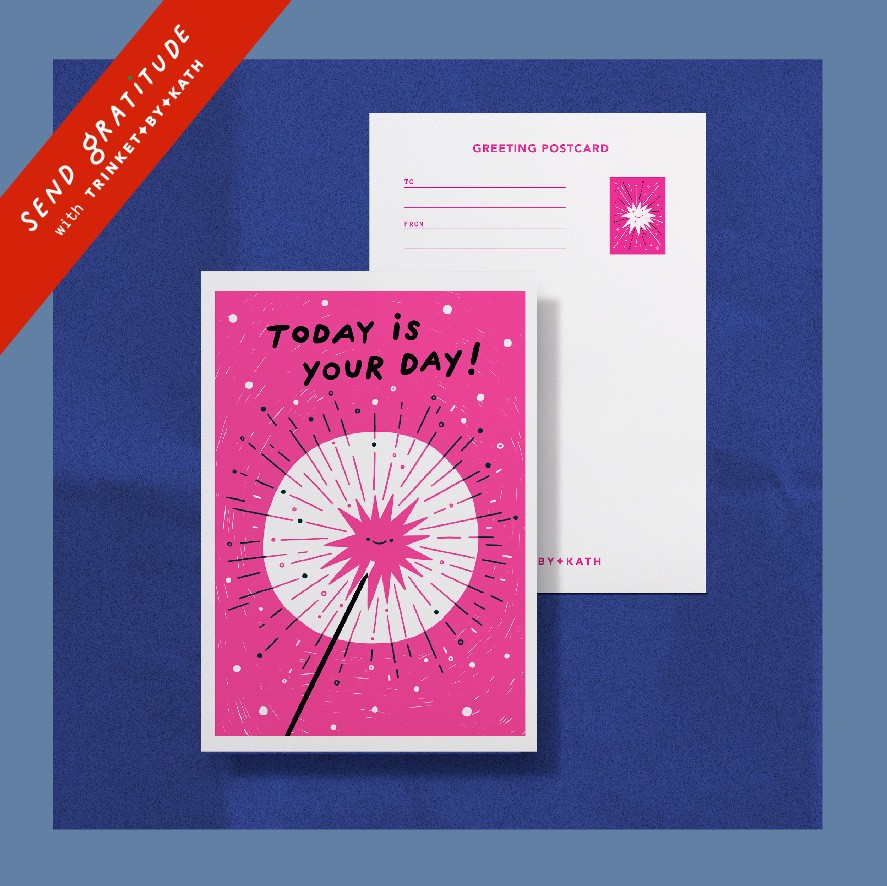 SEND gRATiTUDE
with TRINKET✦BY✦KATH
GREETING POSTCARD
TO
FROM
TODAY iS
YOUR DAY!
BY✦KATH